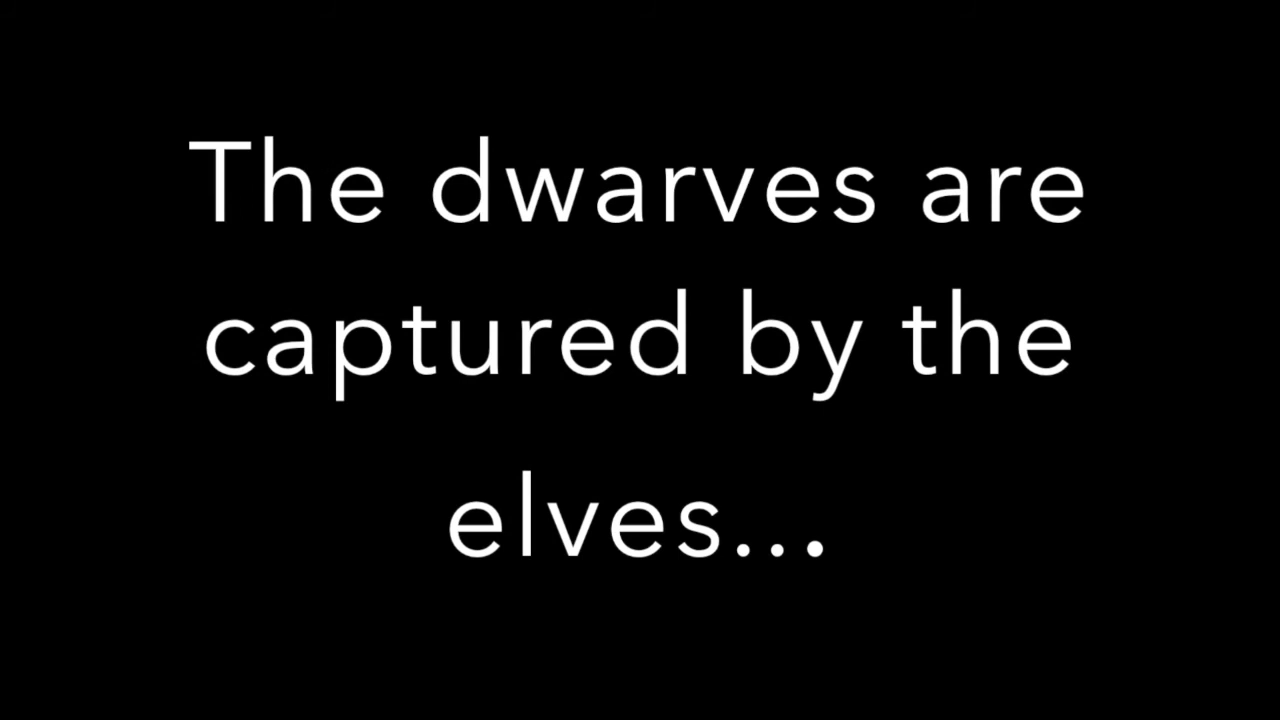 The dwarves are
captured by the
elves...